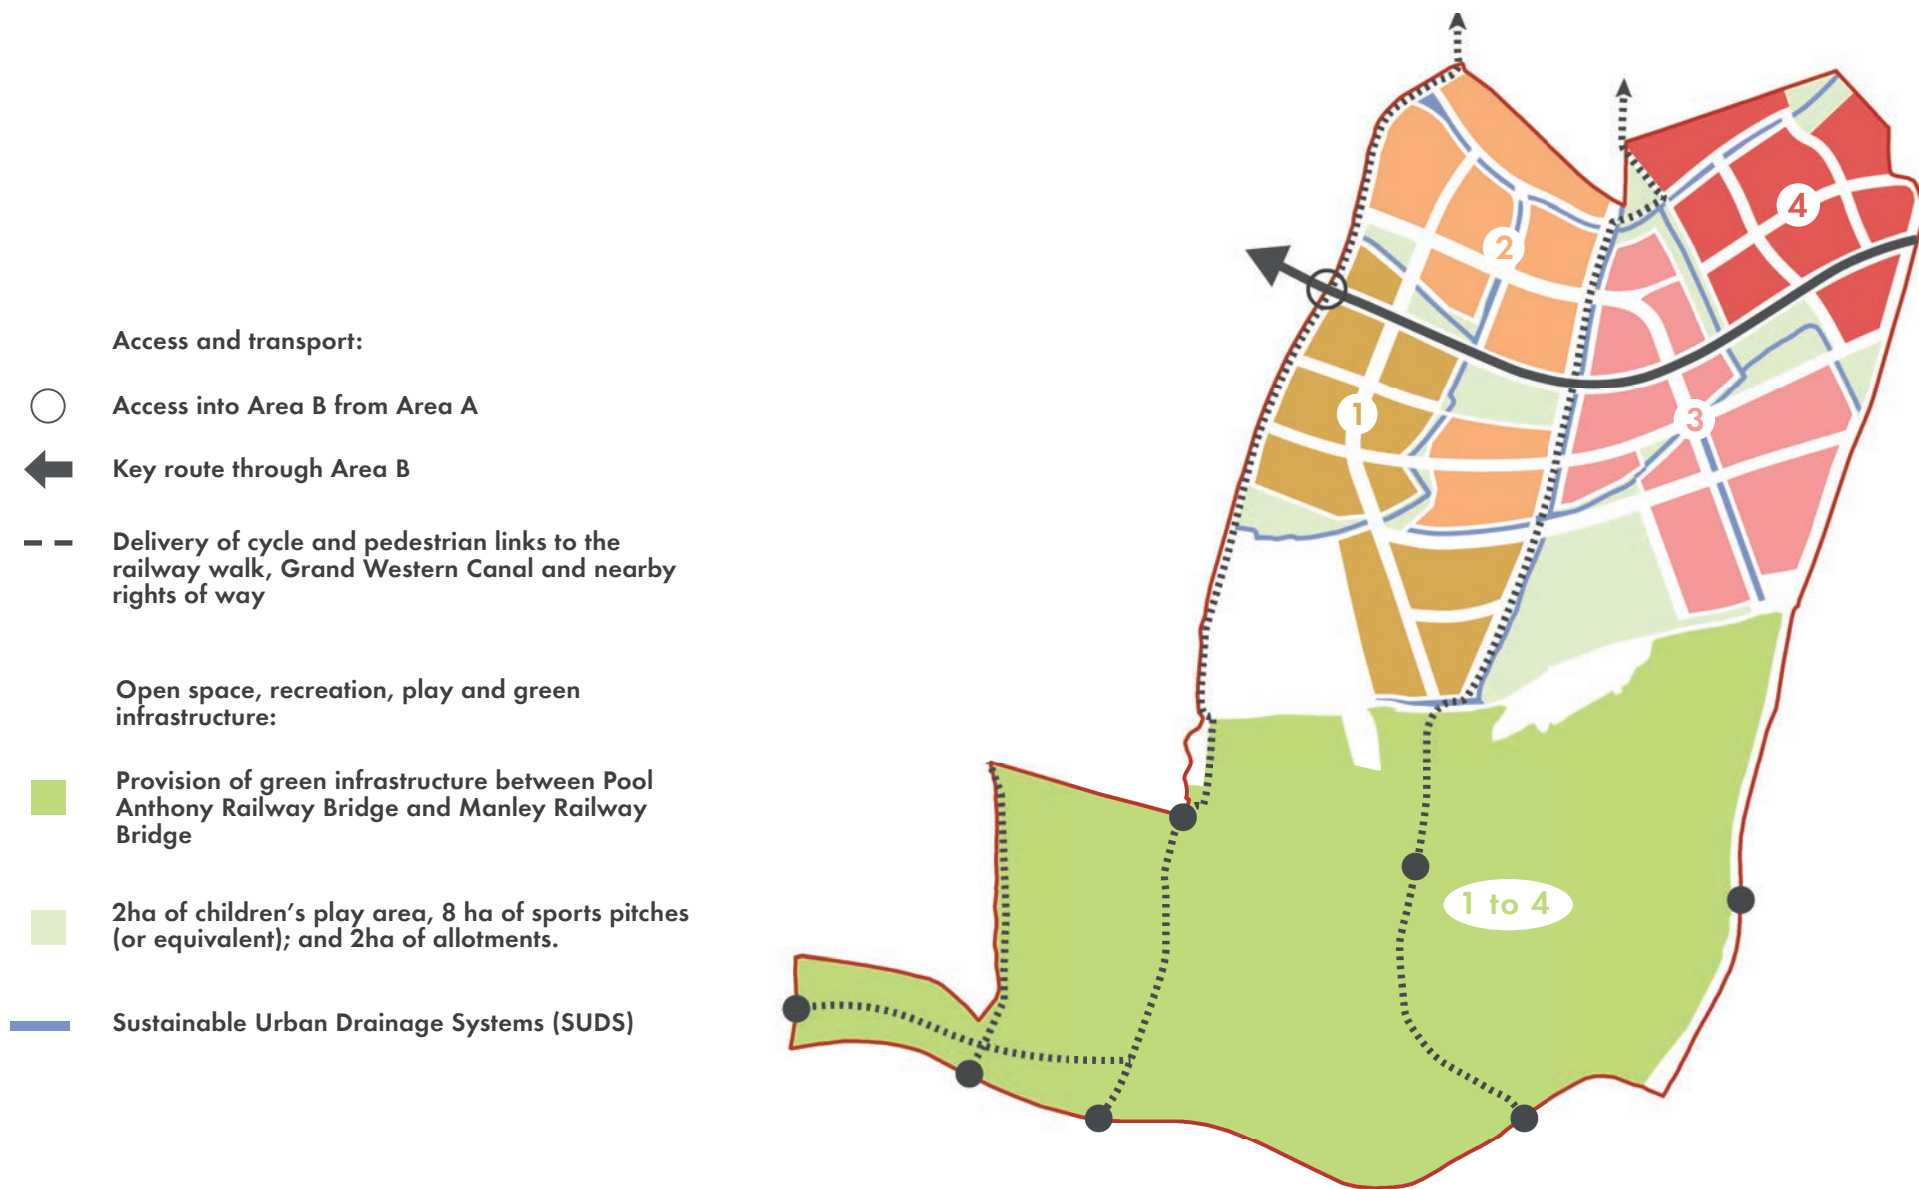 Access and transport:
Access into Area B from Area A
Key route through Area B
Delivery of cycle and pedestrian links to the
railway walk, Grand Western Canal and nearby
rights of way
Open space, recreation, play and green
infrastructure:
Provision of green infrastructure between Pool
Anthony Railway Bridge and Manley Railway
Bridge
2ha of children’s play area, 8 ha of sports pitches
(or equivalent); and 2ha of allotments.
Sustainable Urban Drainage Systems (SUDS)
4
2
1
3
1 to 4